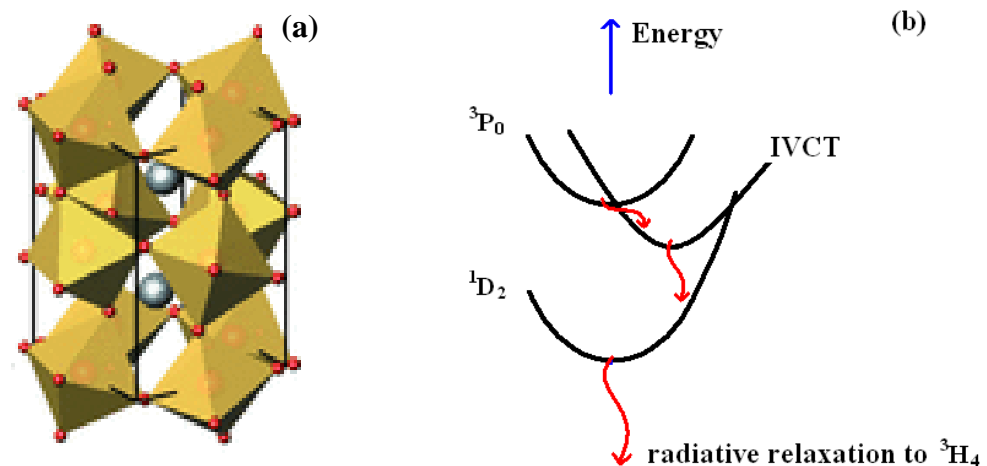 (a)
(b)
Energy
³P₀
IVCT
¹D₂
radiative relaxation to ³H₄